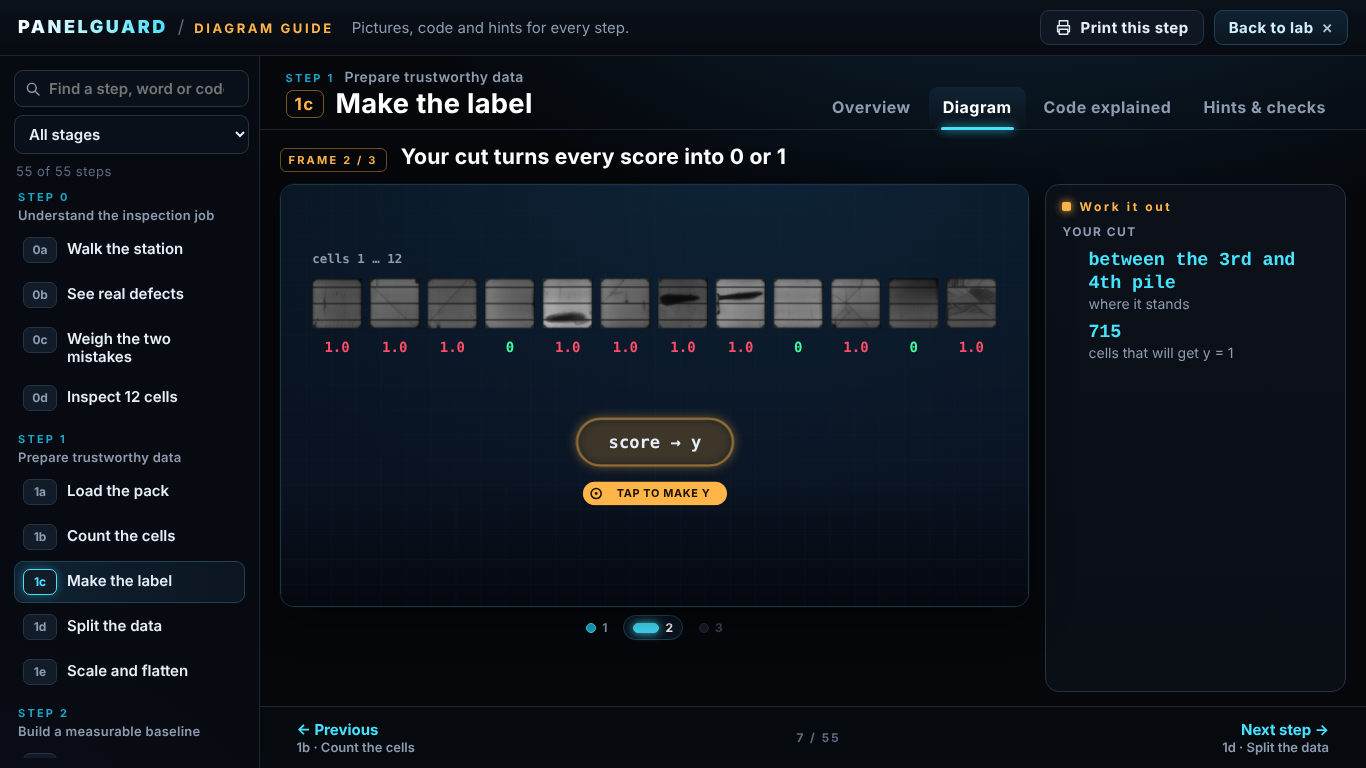 PANELGUARD / DIAGRAM GUIDE Pictures, code and hints for every step.
Print this step
Back to lab ×
Find a step, word or cod
All stages
55 of 55 steps
STEP 0
Understand the inspection job
0a Walk the station
0b See real defects
0c Weigh the two
mistakes
0d Inspect 12 cells
STEP 1
Prepare trustworthy data
1a Load the pack
1b Count the cells
1c Make the label
1d Split the data
1e Scale and flatten
STEP 2
Build a measurable baseline
STEP 1 Prepare trustworthy data
1c Make the label
Overview
Diagram
Code explained
Hints & checks
FRAME 2 / 3 Your cut turns every score into 0 or 1
cells 1 … 12
1.0 1.0 1.0 0 1.0 1.0 1.0 1.0 0 1.0 0 1.0
score → y
TAP TO MAKE Y
1 2 3
Work it out
YOUR CUT
between the 3rd and
4th pile
where it stands
715
cells that will get y = 1
← Previous
1b · Count the cells
7 / 55
Next step →
1d · Split the data